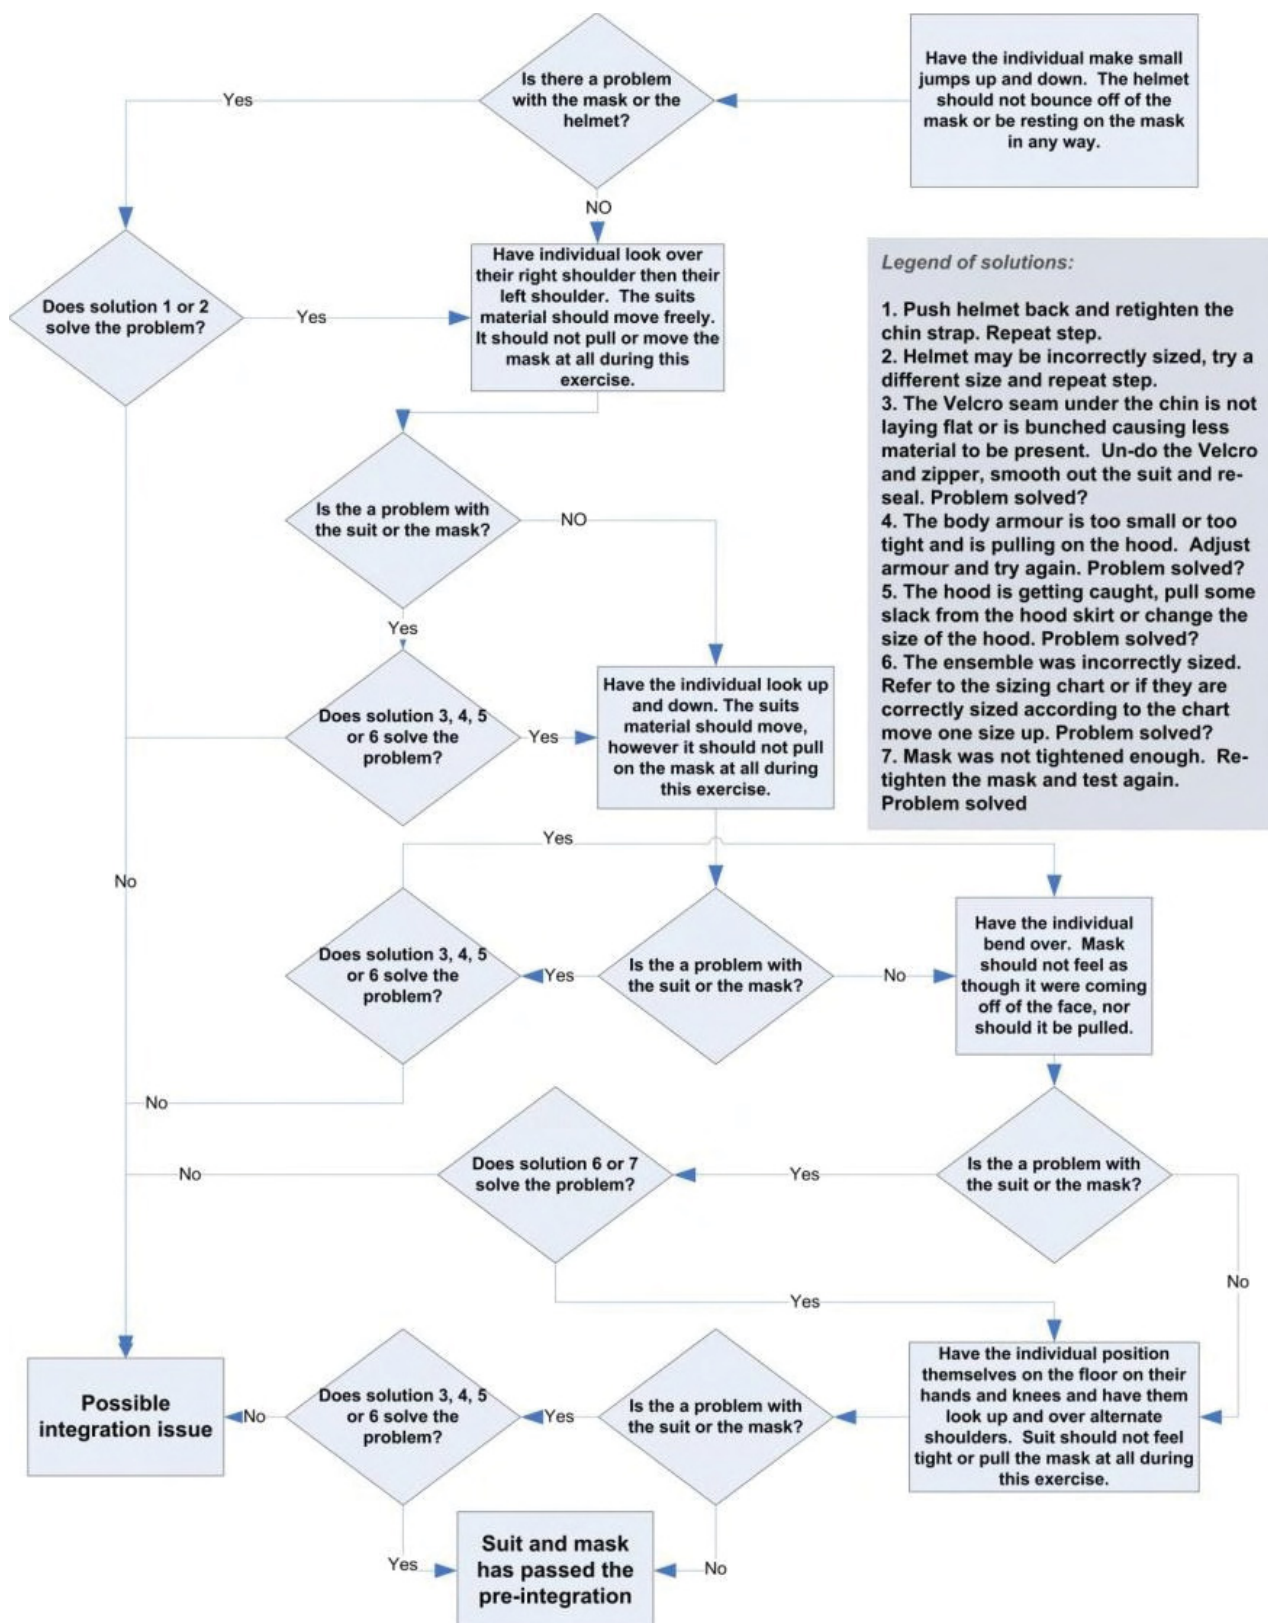 Is there a problem
with the mask or the
helmet?
Have the individual make small
jumps up and down. The helmet
should not bounce off of the
mask or be resting on the mask
in any way.
Yes
NO
Does solution 1 or 2
solve the problem?
Yes
Have individual look over
their right shoulder then their
left shoulder. The suits
material should move freely.
It should not pull or move the
mask at all during this
exercise.
Legend of solutions:
1. Push helmet back and retighten the
chin strap. Repeat step.
2. Helmet may be incorrectly sized, try a
different size and repeat step.
3. The Velcro seam under the chin is not
laying flat or is bunched causing less
material to be present. Un-do the Velcro
and zipper, smooth out the suit and re-
seal. Problem solved?
4. The body armour is too small or too
tight and is pulling on the hood. Adjust
armour and try again. Problem solved?
5. The hood is getting caught, pull some
slack from the hood skirt or change the
size of the hood. Problem solved?
6. The ensemble was incorrectly sized.
Refer to the sizing chart or if they are
correctly sized according to the chart
move one size up. Problem solved?
7. Mask was not tightened enough. Re-
tighten the mask and test again.
Problem solved
Is the a problem with
the suit or the mask?
NO
Yes
Does solution 3, 4, 5
or 6 solve the
problem?
Yes
Have the individual look up
and down. The suits
material should move,
however it should not pull
on the mask at all during
this exercise.
No
Yes
Does solution 3, 4, 5
or 6 solve the
problem?
Yes
Is the a problem with
the suit or the mask?
No
Have the individual
bend over. Mask
should not feel as
though it were coming
off of the face, nor
should it be pulled.
No
No
Does solution 6 or 7
solve the problem?
Yes
Is the a problem with
the suit or the mask?
No
Yes
Possible
integration issue
No
Does solution 3, 4, 5
or 6 solve the
problem?
Yes
Is the a problem with
the suit or the mask?
Have the individual position
themselves on the floor on their
hands and knees and have them
look up and over alternate
shoulders. Suit should not feel
tight or pull the mask at all during
this exercise.
Yes
Suit and mask
has passed the
pre-integration
No